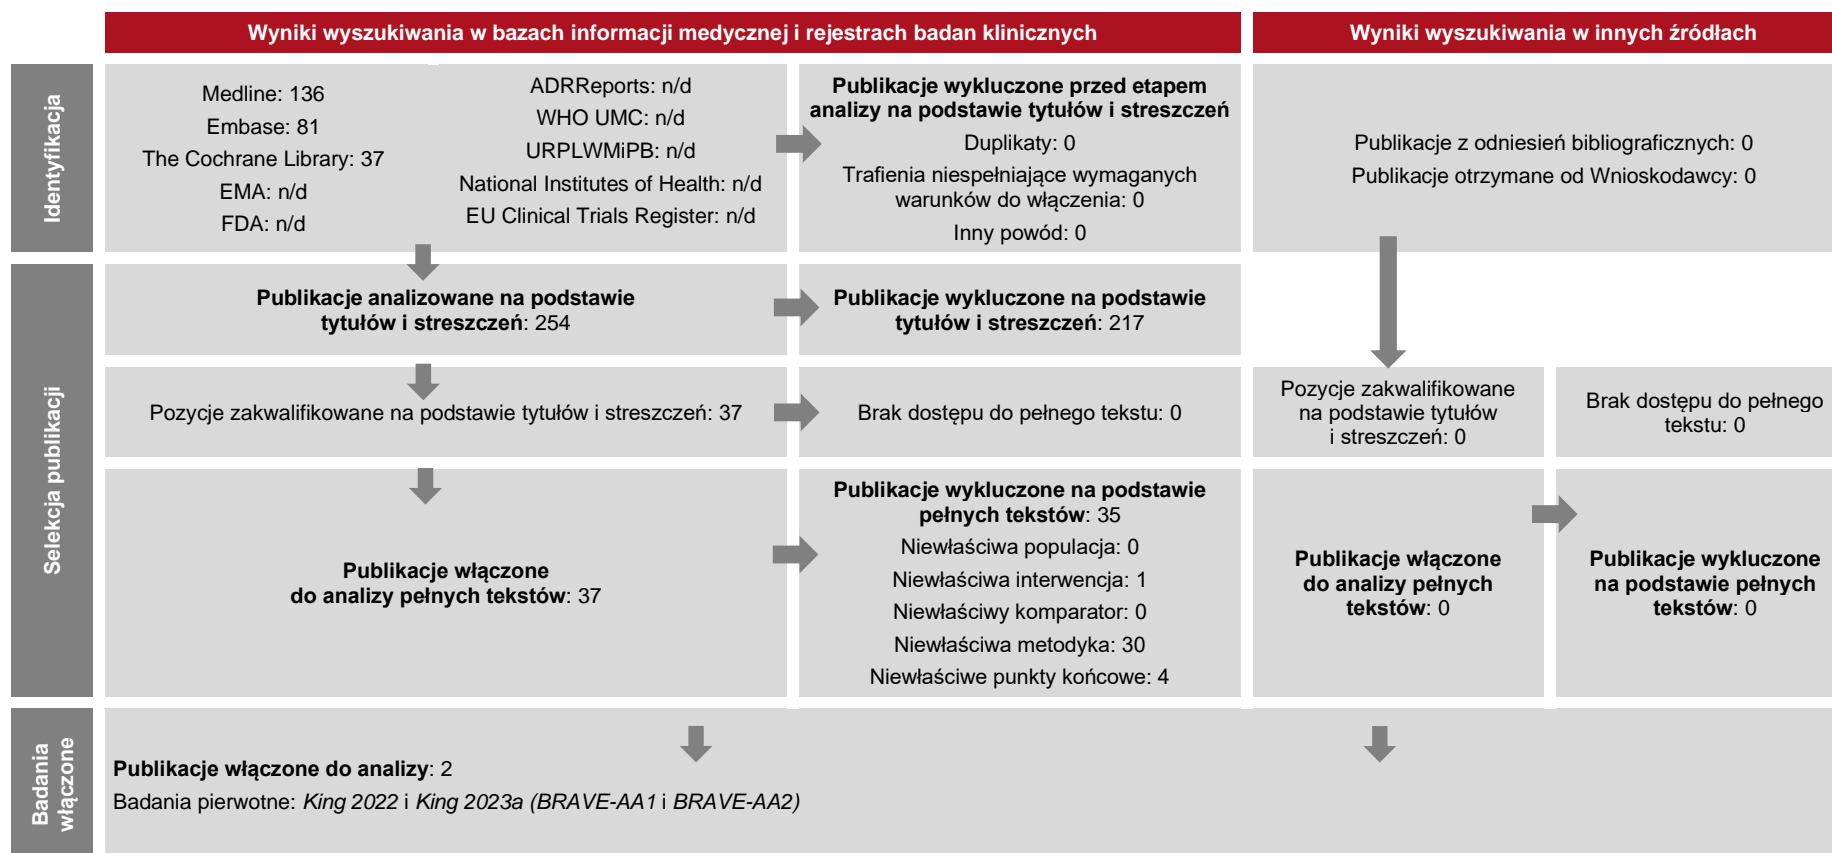 Wyniki wyszukiwania w bazach informacji medycznej i rejestrach badan klinicznych
Wyniki wyszukiwania w innych źródłach
Identyfikacja
Medline: 136
Embase: 81
The Cochrane Library: 37
EMA: n/d
FDA: n/d
ADRReports: n/d
WHO UMC: n/d
URPLWMiPB: n/d
National Institutes of Health: n/d
EU Clinical Trials Register: n/d
Publikacje wykluczone przed etapem
analizy na podstawie tytułów i streszczeń
Duplikaty: 0
Trafienia niespełniające wymaganych
warunków do włączenia: 0
Inny powód: 0
Publikacje z odniesień bibliograficznych: 0
Publikacje otrzymane od Wnioskodawcy: 0
Selekcja publikacji
Publikacje analizowane na podstawie
tytułów i streszczeń: 254
Publikacje wykluczone na podstawie
tytułów i streszczeń: 217
Pozycje zakwalifikowane na podstawie tytułów i streszczeń: 37
Brak dostępu do pełnego tekstu: 0
Pozycje zakwalifikowane
na podstawie tytułów
i streszczeń: 0
Brak dostępu do pełnego
tekstu: 0
Publikacje włączone
do analizy pełnych tekstów: 37
Publikacje wykluczone na podstawie
pełnych tekstów: 35
Niewłaściwa populacja: 0
Niewłaściwa interwencja: 1
Niewłaściwy komparator: 0
Niewłaściwa metodyka: 30
Niewłaściwe punkty końcowe: 4
Publikacje włączone
do analizy pełnych
tekstów: 0
Publikacje wykluczone
na podstawie pełnych
tekstów: 0
Badania
włączone
Publikacje włączone do analizy: 2
Badania pierwotne: King 2022 i King 2023a (BRAVE-AA1 i BRAVE-AA2)